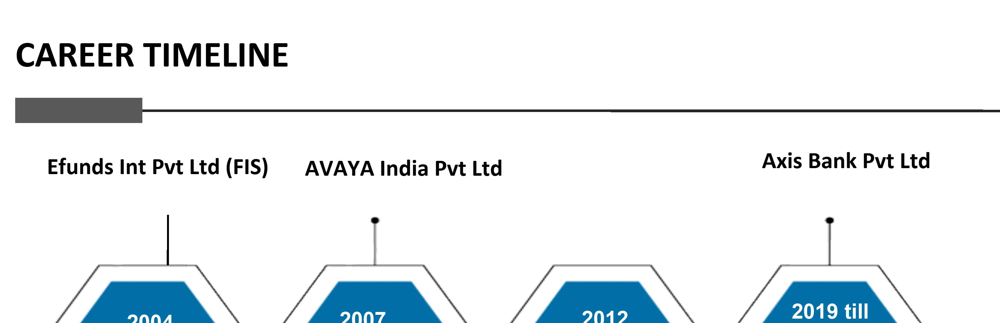 CAREER TIMELINE
Efunds Int Pvt Ltd (FIS)
AVAYA India Pvt Ltd
Axis Bank Pvt Ltd
2004
2007
2012
2019 till